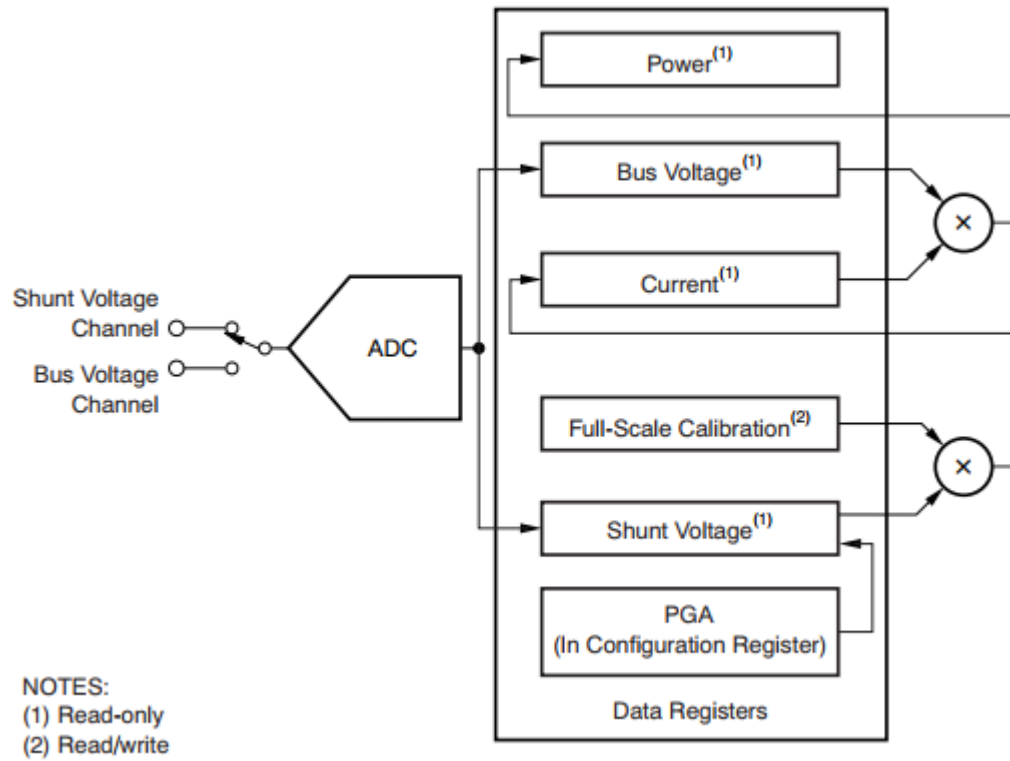 Power(1)
Bus Voltage(1)
×
Current(1)
Shunt Voltage
Channel
ADC
Bus Voltage
Channel
Full-Scale Calibration(2)
×
Shunt Voltage(1)
PGA
(In Configuration Register)
Data Registers
NOTES:
(1) Read-only
(2) Read/write